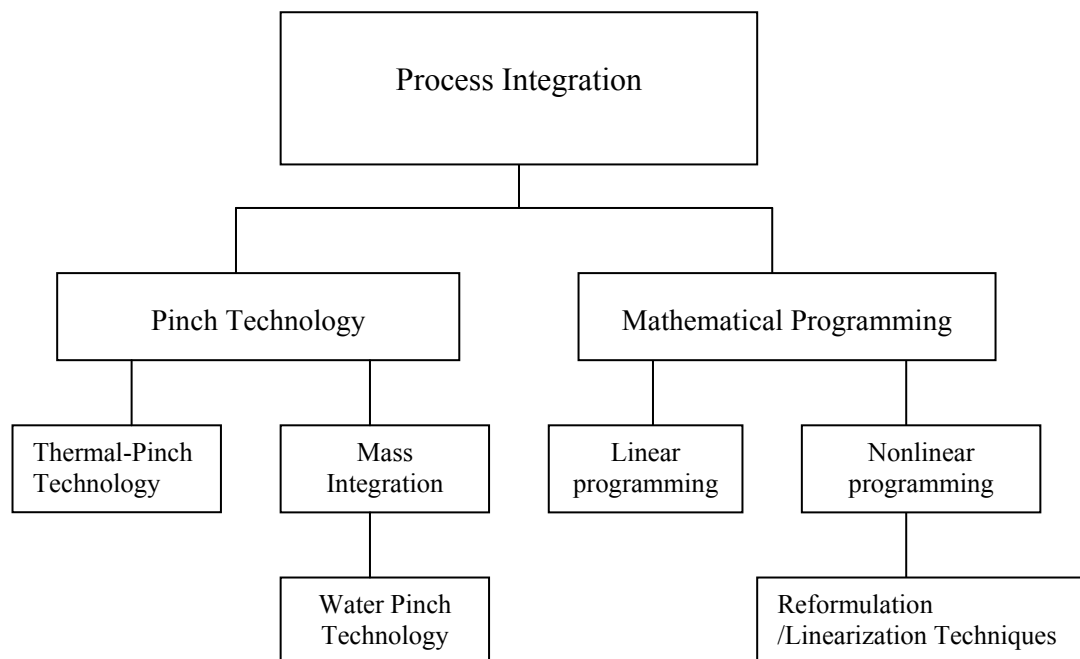 Process Integration
Pinch Technology
Mathematical Programming
Thermal-Pinch
Technology
Mass
Integration
Linear
programming
Nonlinear
programming
Water Pinch
Technology
Reformulation
/Linearization Techniques